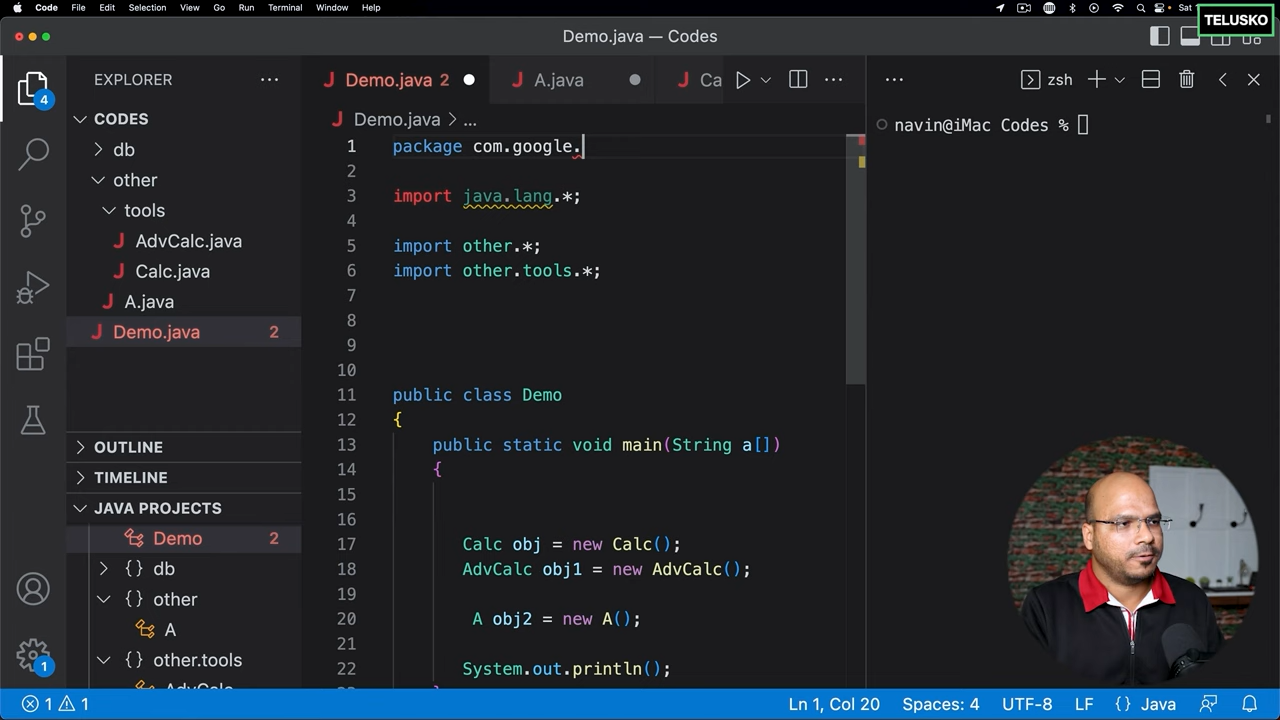 Code File Edit Selection View Go Run Terminal Window Help Sat
TELUSKO
Demo.java — Codes
EXPLORER
Demo.java 2
A.java
Ca
zsh
CODES
Demo.java > ...
navin@iMac Codes %
db
other
tools
AdvCalc.java
Calc.java
A.java
Demo.java 2
1 package com.google.
2
3 import java.lang.*;
4
5 import other.*;
6 import other.tools.*;
7
8
9
10
11 public class Demo
12 {
13 public static void main(String a[])
14 {
15
16
17 Calc obj = new Calc();
18 AdvCalc obj1 = new AdvCalc();
19
20 A obj2 = new A();
21
22 System.out.println();
OUTLINE
TIMELINE
JAVA PROJECTS
Demo 2
{} db
{} other
A
{} other.tools
AdvCalc
4
1
1 1
Ln 1, Col 20 Spaces: 4 UTF-8 LF {} Java